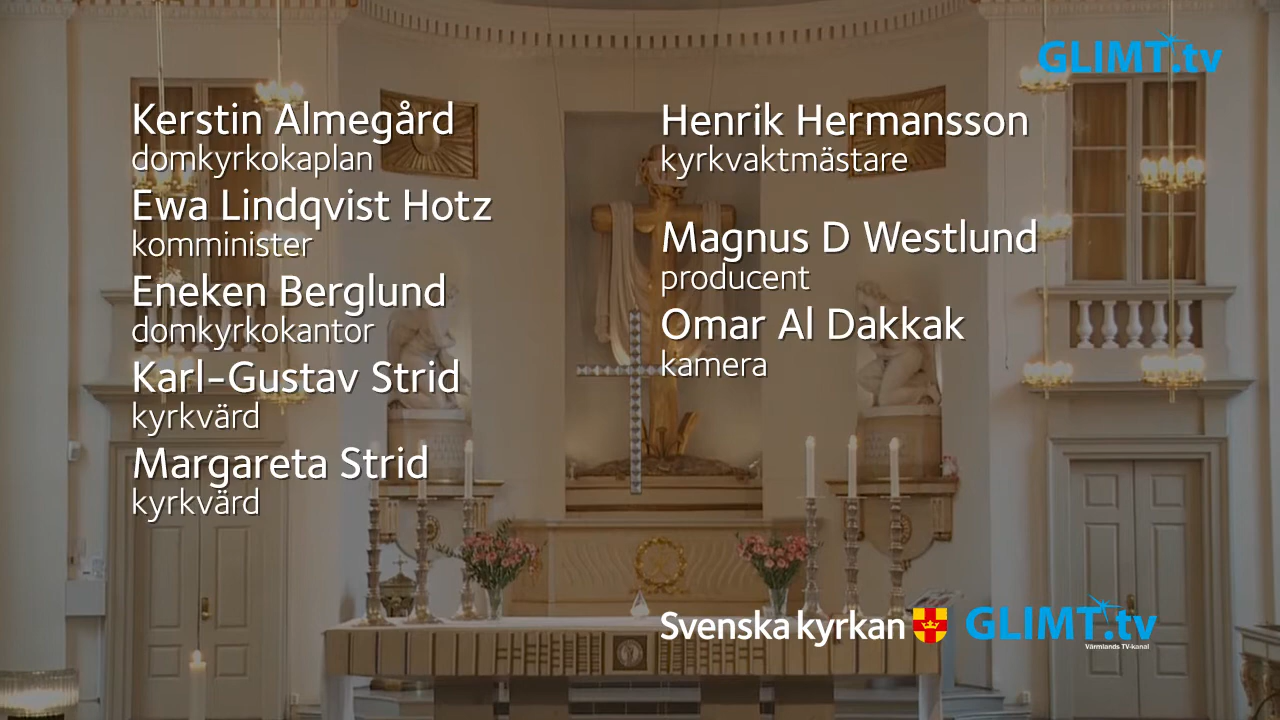 GLIMT.tv
Kerstin Almegård
domkyrkokaplan
Ewa Lindqvist Hotz
komminister
Eneken Berglund
domkyrkokantor
Karl-Gustav Strid
kyrkvärd
Margareta Strid
kyrkvärd
Henrik Hermansson
kyrkvaktmästare
Magnus D Westlund
producent
Omar Al Dakkak
kamera
Svenska kyrkan
GLIMT.tv
Värmlands TV-kanal